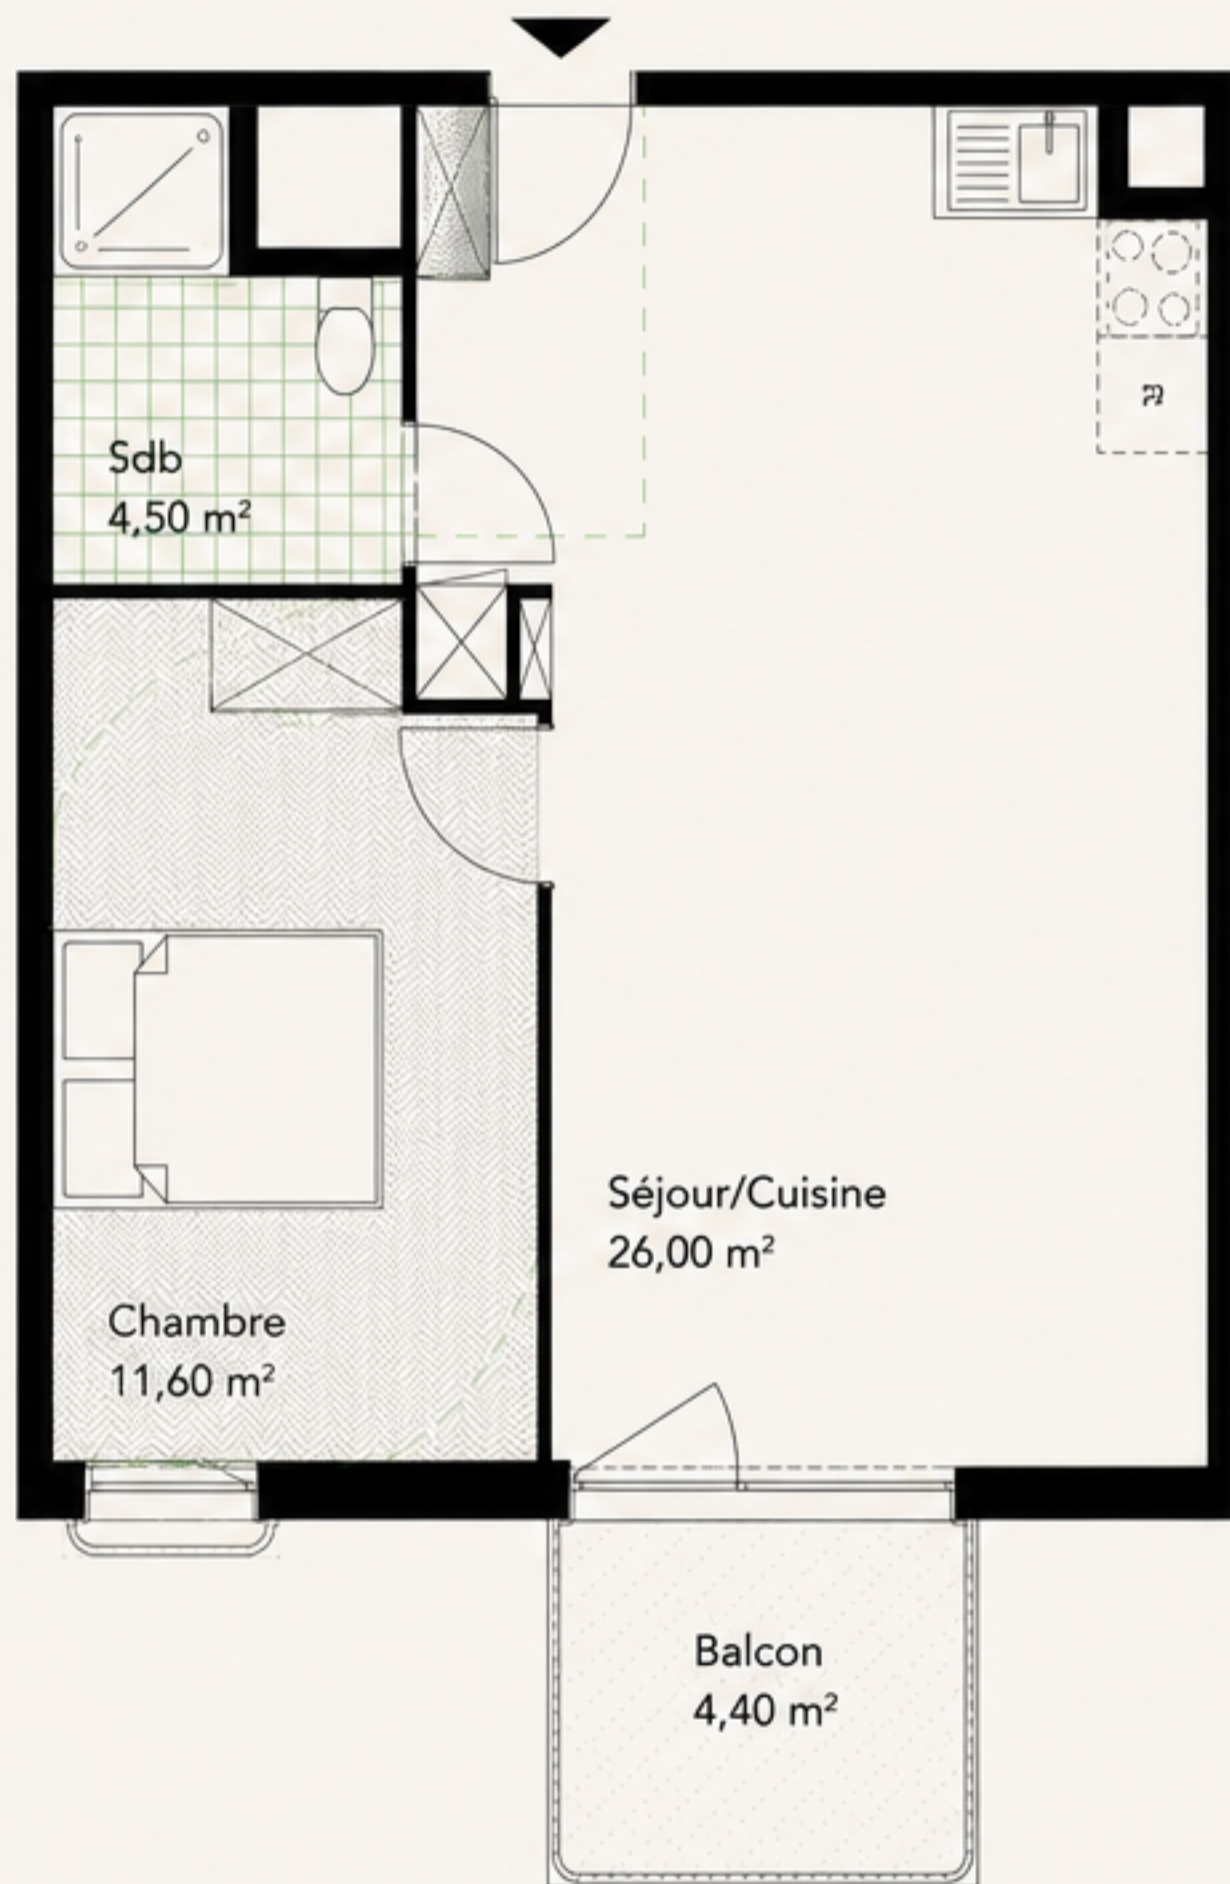 Sdb
4,50 m²
Séjour/Cuisine
26,00 m²
Chambre
11,60 m²
Balcon
4,40 m²